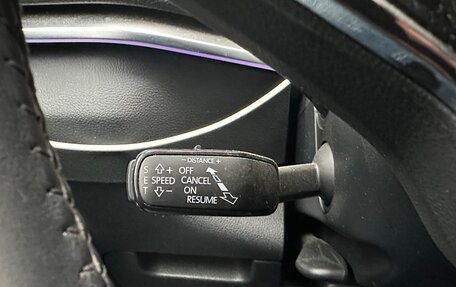 − DISTANCE +
S + OFF
E SPEED CANCEL
T − ON
RESUME